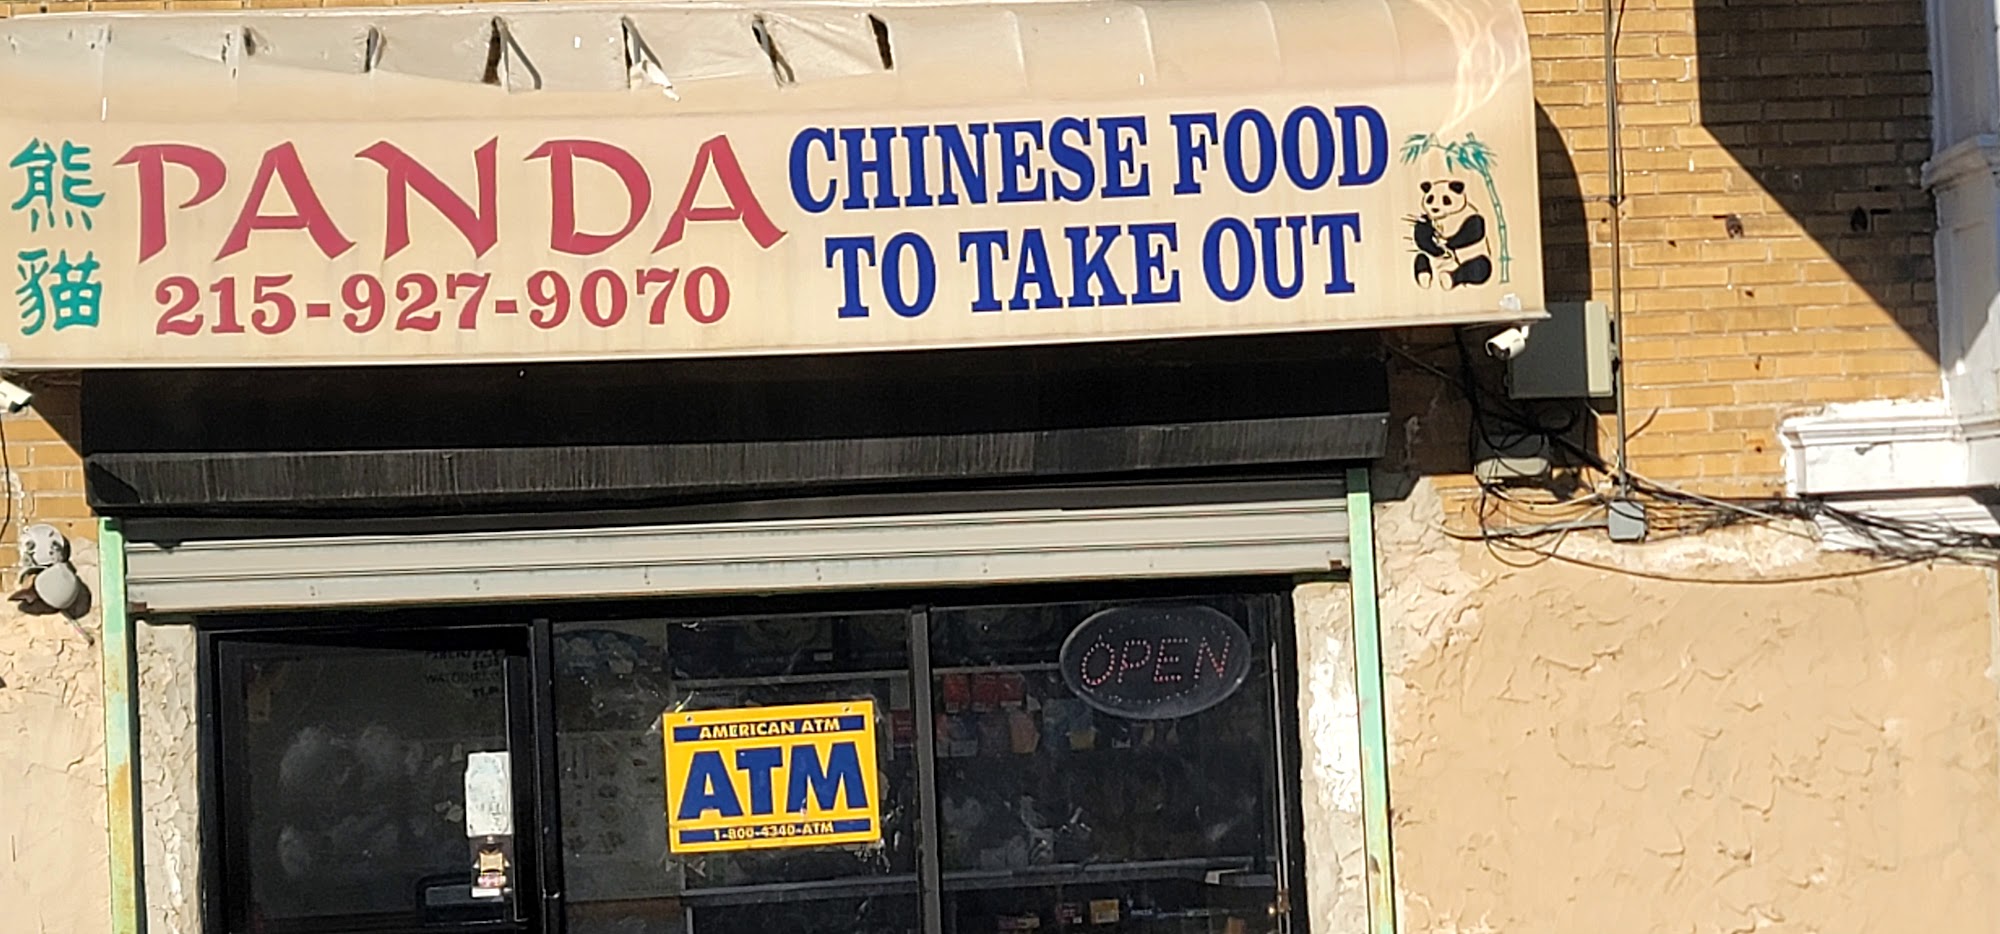 熊貓
PANDA
215-927-9070
CHINESE FOOD
TO TAKE OUT
OPEN
AMERICAN ATM
ATM
1-800-4340-ATM